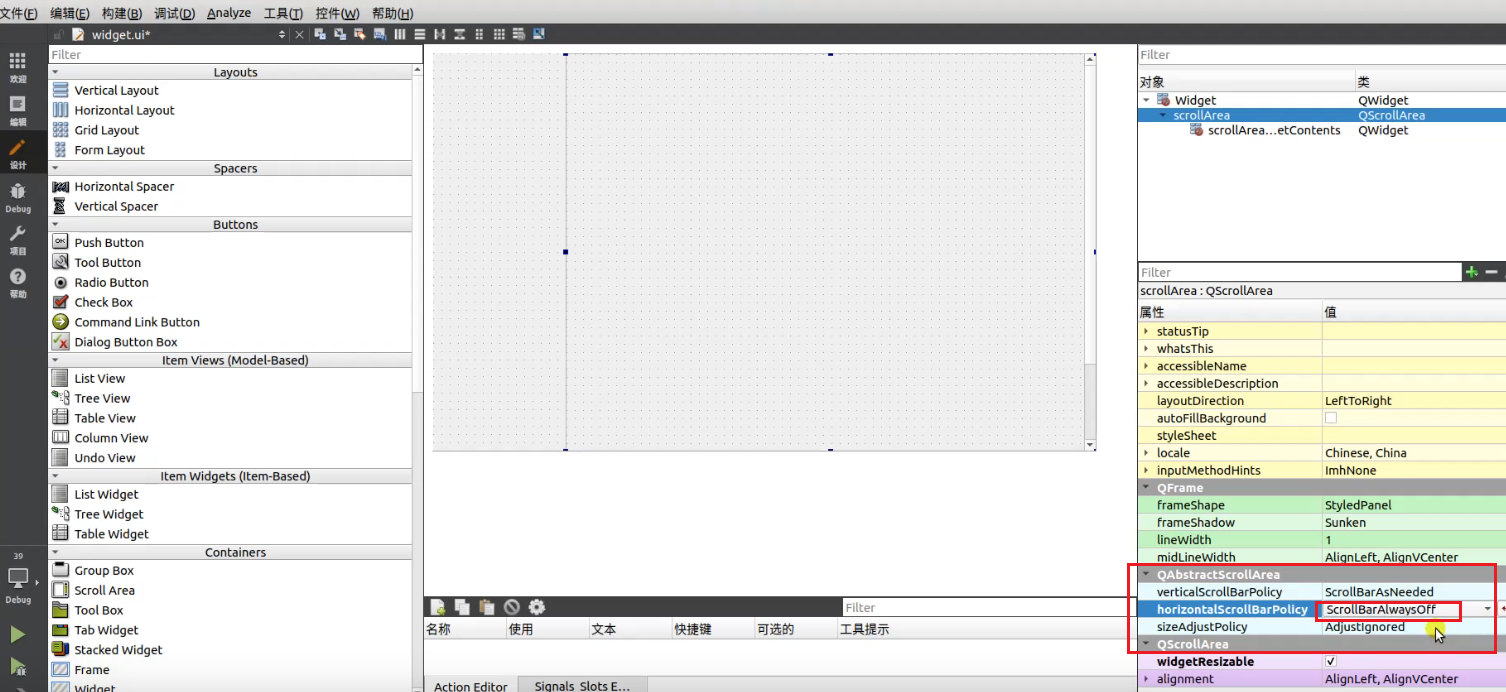 文件(F) 编辑(E) 构建(B) 调试(D) Analyze 工具(T) 控件(W) 帮助(H)
widget.ui*
欢迎
编辑
设计
Debug
项目
帮助
39
Debug
Filter
Layouts
Vertical Layout
Horizontal Layout
Grid Layout
Form Layout
Spacers
Horizontal Spacer
Vertical Spacer
Buttons
Push Button
OK
Tool Button
Radio Button
Check Box
Command Link Button
Dialog Button Box
Item Views (Model-Based)
List View
Tree View
Table View
Column View
Undo View
Item Widgets (Item-Based)
List Widget
Tree Widget
Table Widget
Containers
Group Box
Scroll Area
Tool Box
Tab Widget
Stacked Widget
Frame
Widget
Filter
名称 使用 文本 快捷键 可选的 工具提示
Action Editor Signals Slots E...
Filter
对象 类
Widget QWidget
scrollArea QScrollArea
scrollArea...etContents QWidget
Filter
scrollArea : QScrollArea
属性 值
statusTip
whatsThis
accessibleName
accessibleDescription
layoutDirection LeftToRight
autoFillBackground
styleSheet
locale Chinese, China
inputMethodHints ImhNone
QFrame
frameShape StyledPanel
frameShadow Sunken
lineWidth 1
midLineWidth AlignLeft, AlignVCenter
QAbstractScrollArea
verticalScrollBarPolicy ScrollBarAsNeeded
horizontalScrollBarPolicy ScrollBarAlwaysOff
sizeAdjustPolicy AdjustIgnored
QScrollArea
widgetResizable
alignment AlignLeft, AlignVCenter